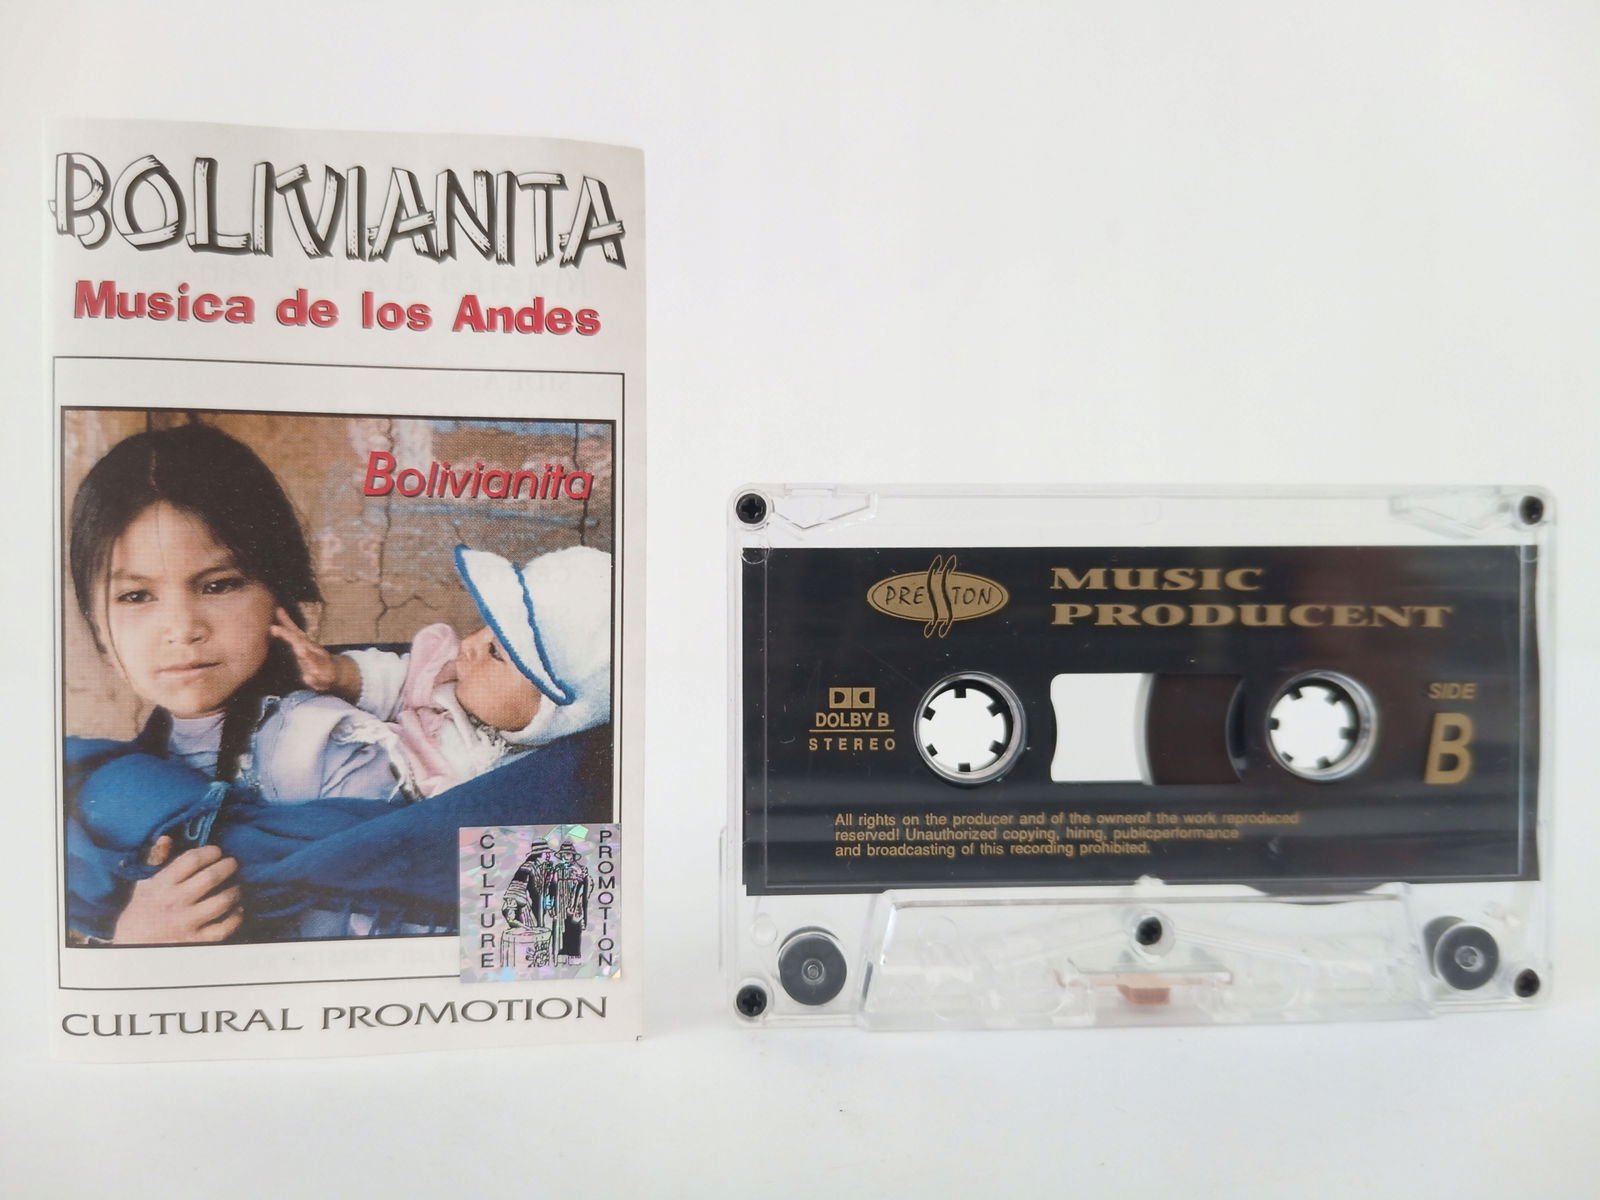 BOLIVIANITA
Musica de los Andes
Bolivianita
CULTURE
PROMOTION
CULTURAL PROMOTION
PRESSTON
MUSIC
PRODUCENT
DOLBY B
STEREO
SIDE
B
All rights on the producer and of the ownerof the work reproduced
reserved! Unauthorized copying, hiring, publicperformance
and broadcasting of this recording prohibited.